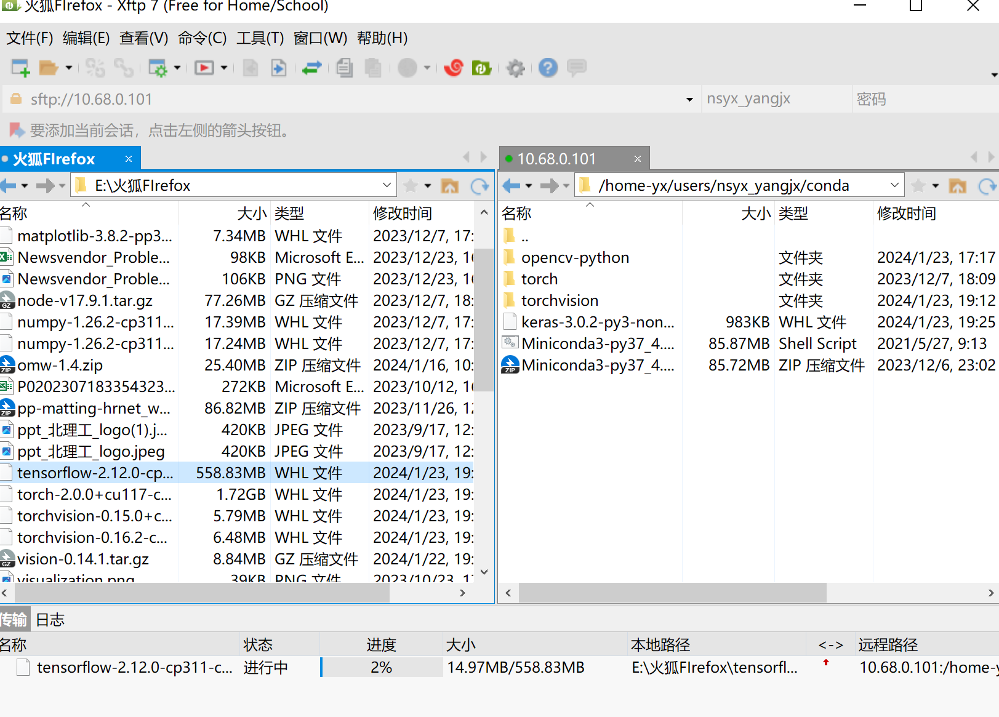 火狐FIrefox - Xftp 7 (Free for Home/School)
文件(F) 编辑(E) 查看(V) 命令(C) 工具(T) 窗口(W) 帮助(H)
sftp://10.68.0.101 nsyx_yangjx 密码
要添加当前会话，点击左侧的箭头按钮。
火狐FIrefox × 10.68.0.101 ×
E:\火狐FIrefox /home-yx/users/nsyx_yangjx/conda
名称 大小 类型 修改时间 名称 大小 类型 修改时间
matplotlib-3.8.2-pp3... 7.34MB WHL 文件 2023/12/7, 17: ..
Newsvendor_Proble... 98KB Microsoft E... 2023/12/23, 16 opencv-python 文件夹 2024/1/23, 17:17
Newsvendor_Proble... 106KB PNG 文件 2023/12/23, 16 torch 文件夹 2023/12/7, 18:09
GZ node-v17.9.1.tar.gz 77.26MB GZ 压缩文件 2023/12/7, 18: torchvision 文件夹 2024/1/23, 19:12
numpy-1.26.2-cp311... 17.39MB WHL 文件 2023/12/7, 17: keras-3.0.2-py3-non... 983KB WHL 文件 2024/1/23, 19:25
numpy-1.26.2-cp311... 17.24MB WHL 文件 2023/12/7, 17: Miniconda3-py37_4.... 85.87MB Shell Script 2021/5/27, 9:13
ZIP omw-1.4.zip 25.40MB ZIP 压缩文件 2024/1/16, 10: ZIP Miniconda3-py37_4.... 85.72MB ZIP 压缩文件 2023/12/6, 23:02
P0202307183354323... 272KB Microsoft E... 2023/10/12, 16
ZIP pp-matting-hrnet_w... 86.82MB ZIP 压缩文件 2023/11/26, 12
ppt_北理工_logo(1).j... 420KB JPEG 文件 2023/9/17, 12:
ppt_北理工_logo.jpeg 420KB JPEG 文件 2023/9/17, 12:
tensorflow-2.12.0-cp... 558.83MB WHL 文件 2024/1/23, 19:
torch-2.0.0+cu117-c... 1.72GB WHL 文件 2024/1/23, 19:
torchvision-0.15.0+c... 5.79MB WHL 文件 2024/1/23, 19:
torchvision-0.16.2-c... 6.48MB WHL 文件 2024/1/23, 19:
GZ vision-0.14.1.tar.gz 8.84MB GZ 压缩文件 2024/1/22, 19:
visualization.png 39KB PNG 文件 2023/10/23, 17
传输 日志
名称 状态 进度 大小 本地路径 <-> 远程路径
tensorflow-2.12.0-cp311-c... 进行中 2% 14.97MB/558.83MB E:\火狐FIrefox\tensorfl... 10.68.0.101:/home-y